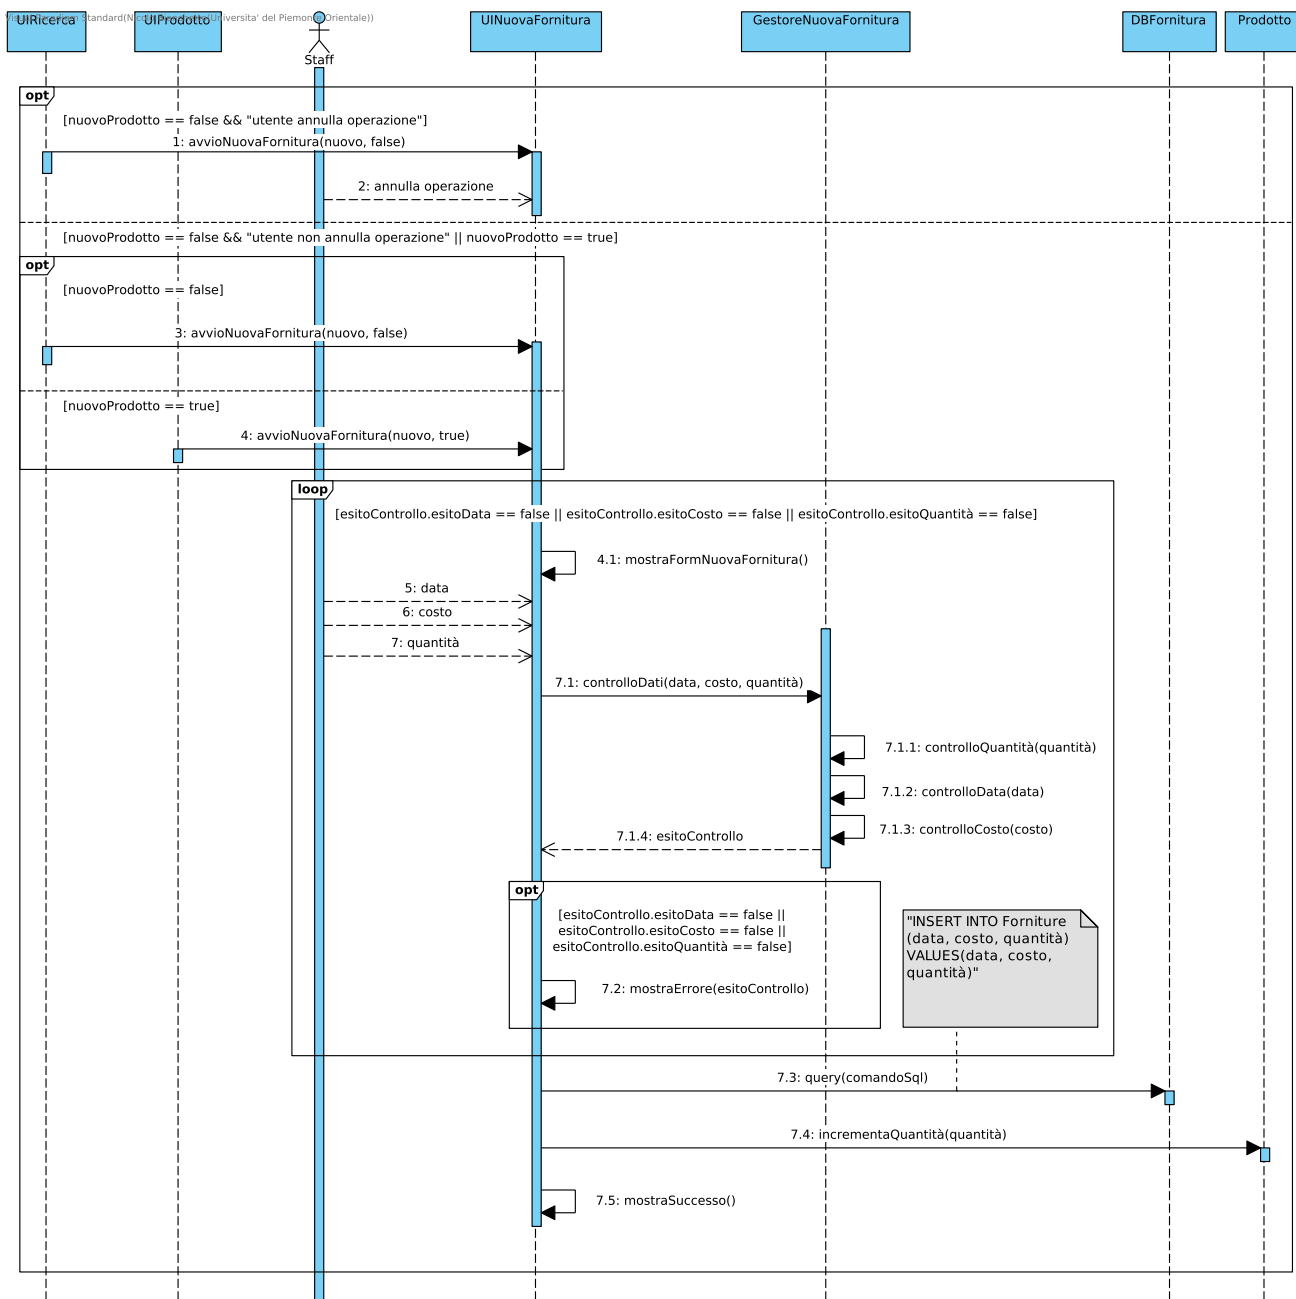 UIRicerca
UIProdotto
Staff
UINuovaFornitura
GestoreNuovaFornitura
DBFornitura
Prodotto
opt
[nuovoProdotto == false && "utente annulla operazione"]
1: avvioNuovaFornitura(nuovo, false)
2: annulla operazione
[nuovoProdotto == false && "utente non annulla operazione" || nuovoProdotto == true]
opt
[nuovoProdotto == false]
3: avvioNuovaFornitura(nuovo, false)
[nuovoProdotto == true]
4: avvioNuovaFornitura(nuovo, true)
loop
[esitoControllo.esitoData == false || esitoControllo.esitoCosto == false || esitoControllo.esitoQuantità == false]
4.1: mostraFormNuovaFornitura()
5: data
6: costo
7: quantità
7.1: controlloDati(data, costo, quantità)
7.1.1: controlloQuantità(quantità)
7.1.2: controlloData(data)
7.1.3: controlloCosto(costo)
7.1.4: esitoControllo
opt
[esitoControllo.esitoData == false ||
esitoControllo.esitoCosto == false ||
esitoControllo.esitoQuantità == false]
"INSERT INTO Forniture
(data, costo, quantità)
VALUES(data, costo,
quantità)"
7.2: mostraErrore(esitoControllo)
7.3: query(comandoSql)
7.4: incrementaQuantità(quantità)
7.5: mostraSuccesso()